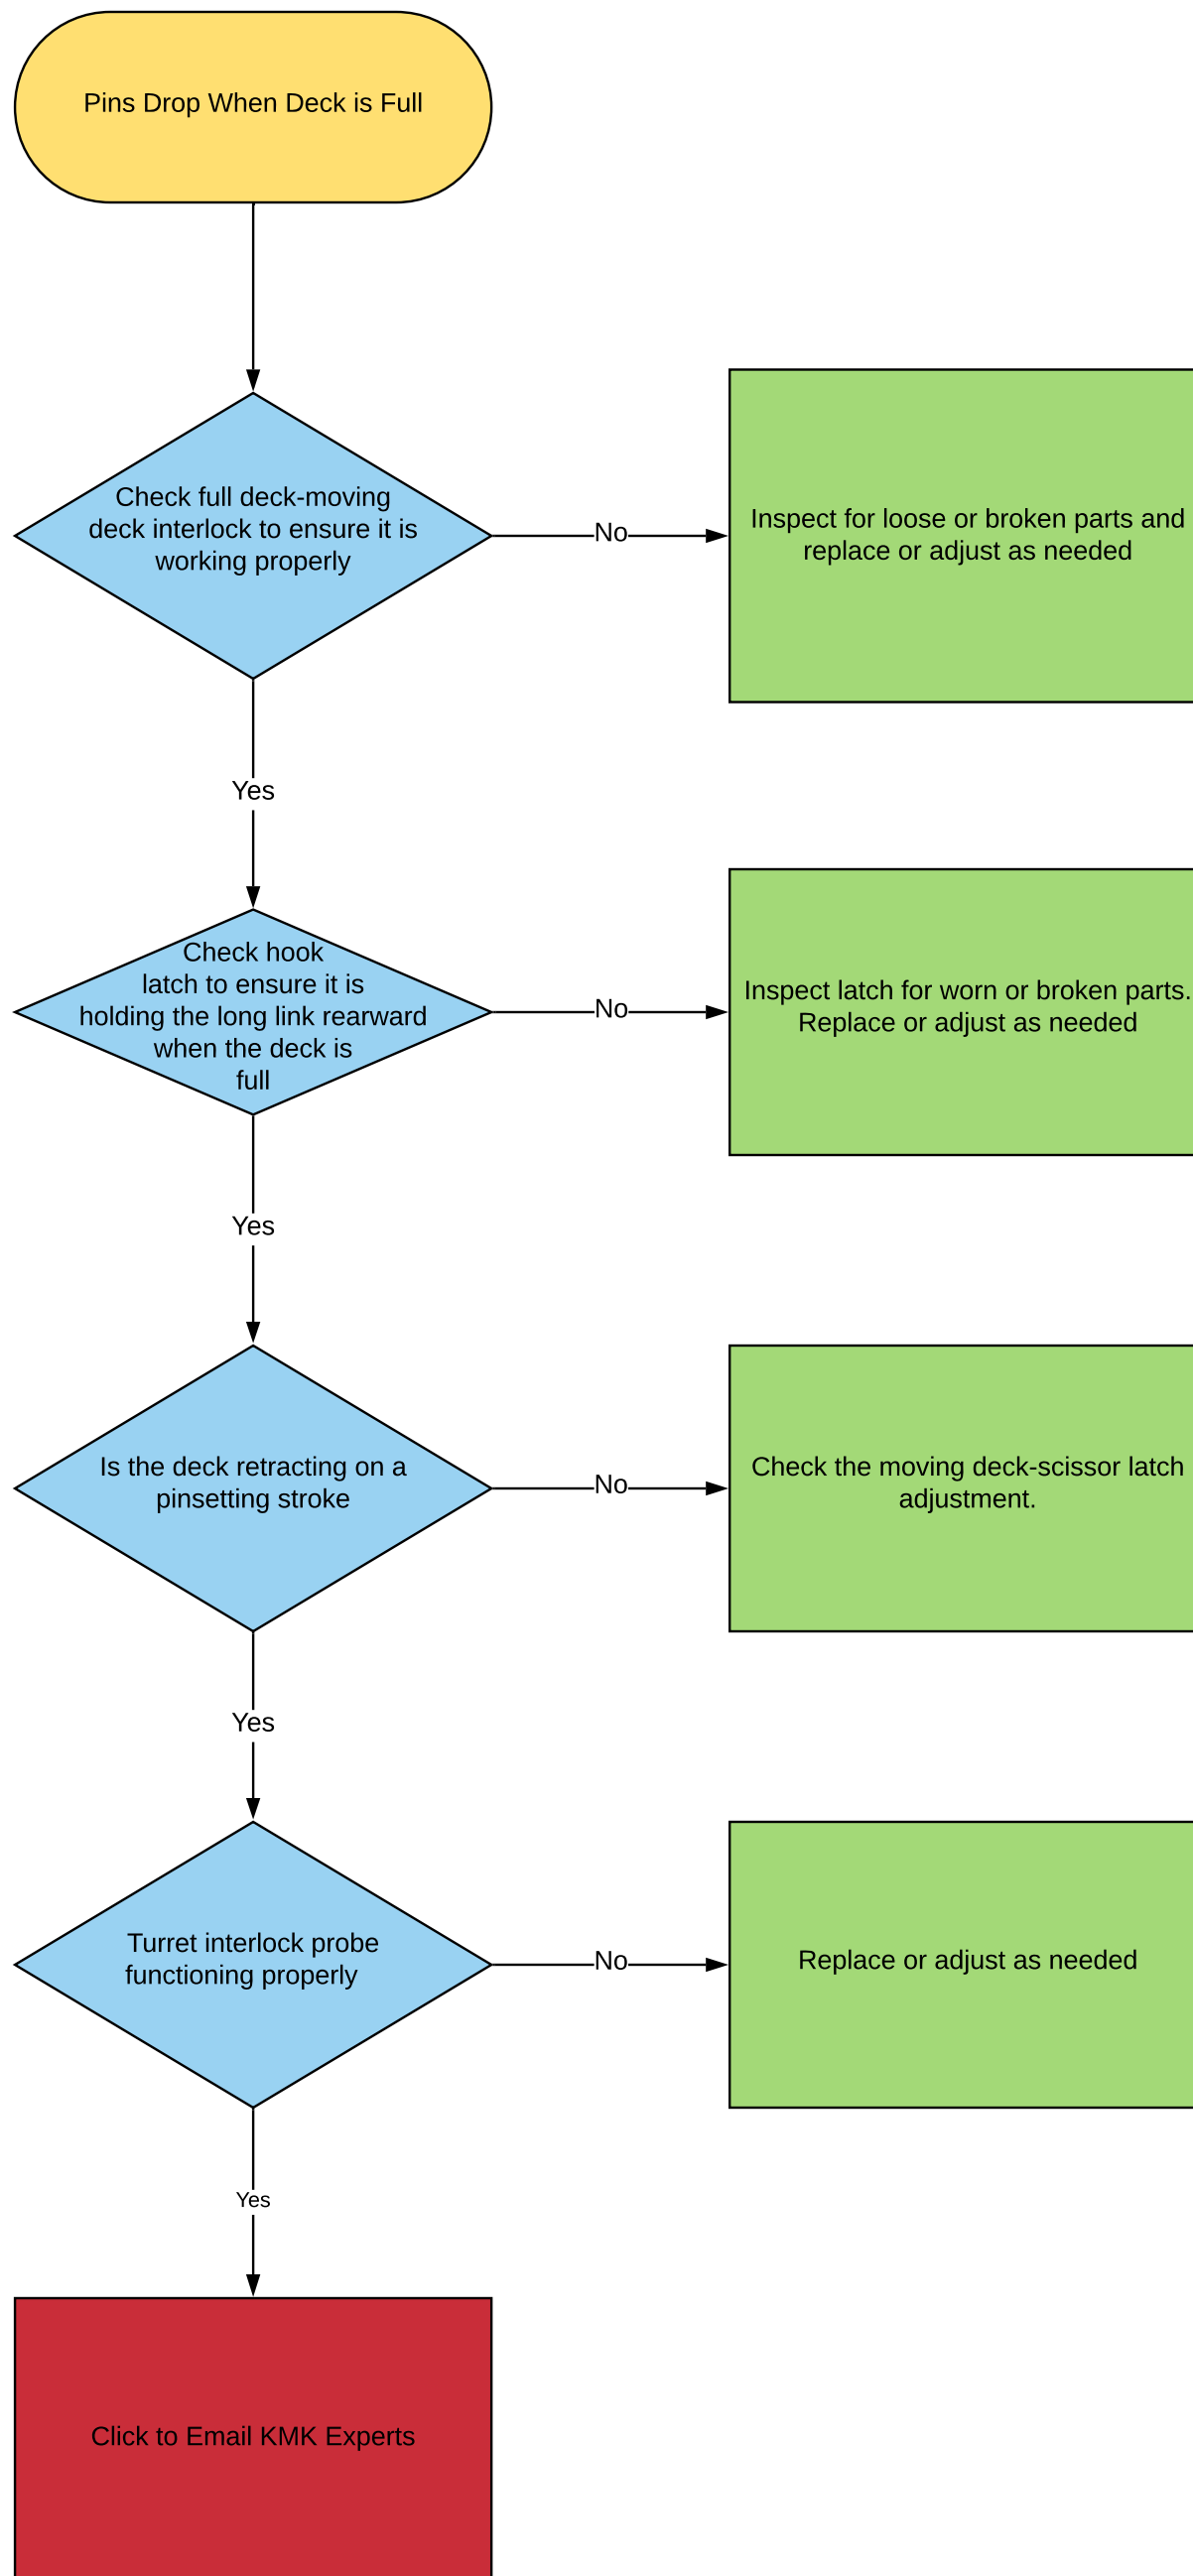 Pins Drop When Deck is Full
Check full deck-moving
deck interlock to ensure it is
working properly
No
Inspect for loose or broken parts and
replace or adjust as needed
Yes
Check hook
latch to ensure it is
holding the long link rearward
when the deck is
full
No
Inspect latch for worn or broken parts.
Replace or adjust as needed
Yes
Is the deck retracting on a
pinsetting stroke
No
Check the moving deck-scissor latch
adjustment.
Yes
Turret interlock probe
functioning properly
No
Replace or adjust as needed
Yes
Click to Email KMK Experts